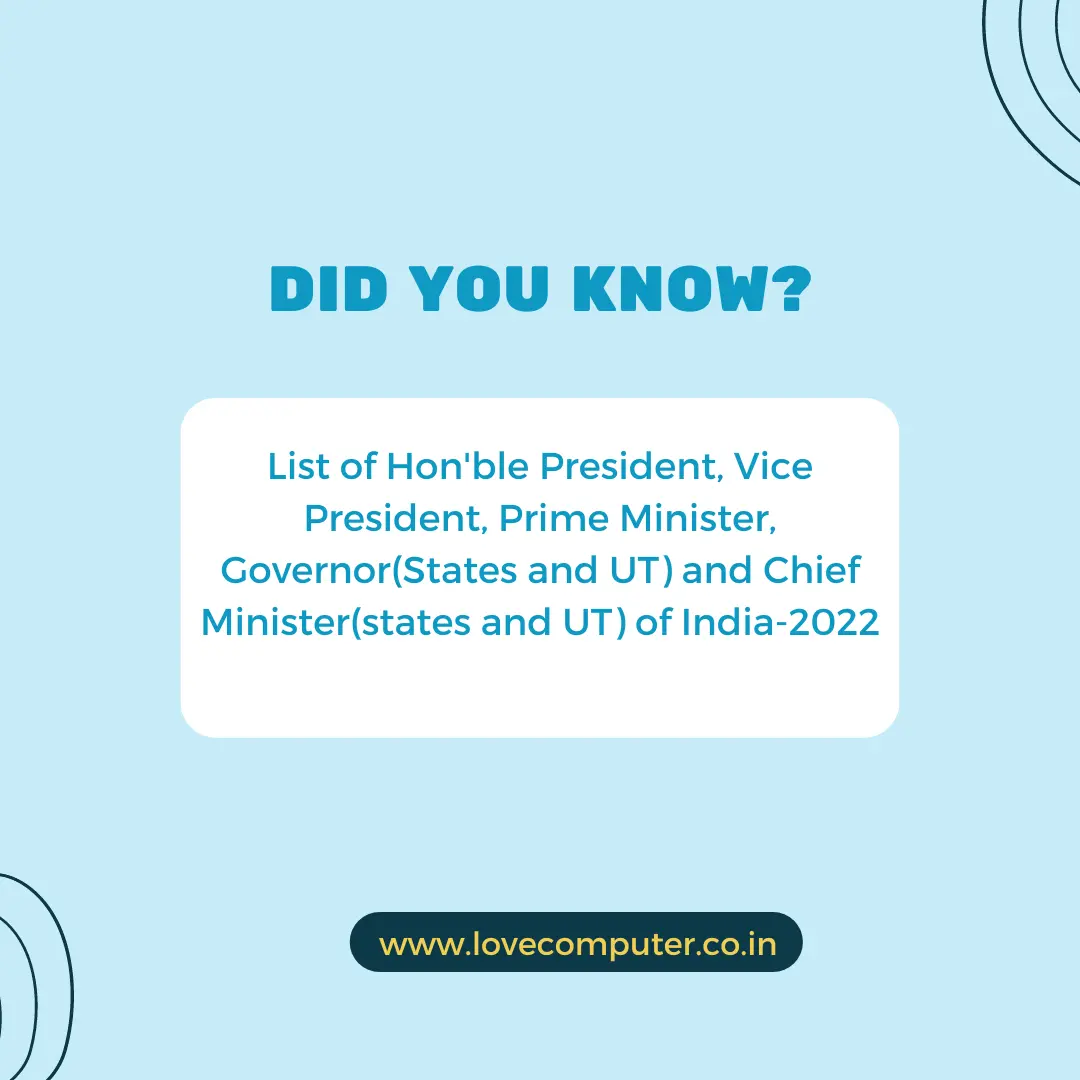 DID YOU KNOW?
List of Hon'ble President, Vice
President, Prime Minister,
Governor(States and UT) and Chief
Minister(states and UT) of India-2022
www.lovecomputer.co.in